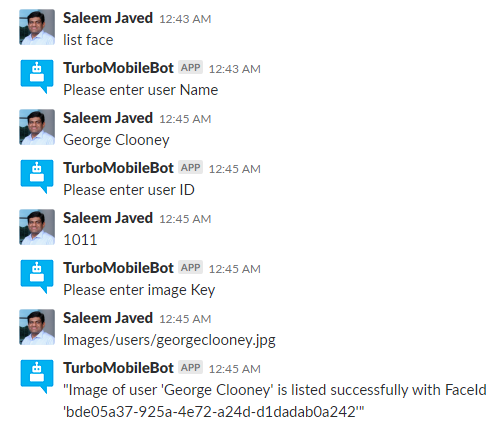 Saleem Javed 12:43 AM
list face
TurboMobileBot APP 12:43 AM
Please enter user Name
Saleem Javed 12:45 AM
George Clooney
TurboMobileBot APP 12:45 AM
Please enter user ID
Saleem Javed 12:45 AM
1011
TurboMobileBot APP 12:45 AM
Please enter image Key
Saleem Javed 12:45 AM
Images/users/georgeclooney.jpg
TurboMobileBot APP 12:45 AM
"Image of user 'George Clooney' is listed successfully with FaceId
'bde05a37-925a-4e72-a24d-d1dadab0a242'"